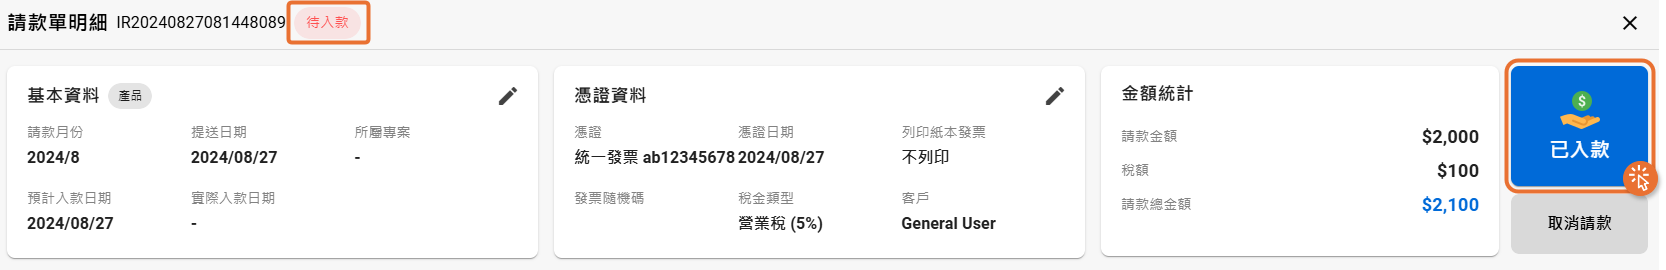 請款單明細 IR20240827081448089 待入款
基本資料 產品
請款月份 提送日期 所屬專案
2024/8 2024/08/27 -
預計入款日期 實際入款日期
2024/08/27 -
憑證資料
憑證 憑證日期 列印紙本發票
統一發票 ab12345678 2024/08/27 不列印
發票隨機碼 稅金類型 客戶
營業稅 (5%) General User
金額統計
請款金額 $2,000
稅額 $100
請款總金額 $2,100
$
已入款
取消請款